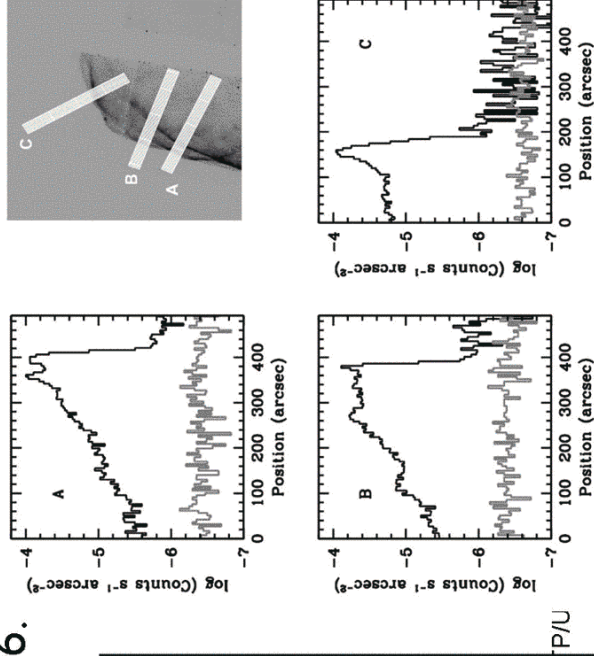 6.
C
B
A
C
log (Counts s⁻¹ arcsec⁻²)
-4
-5
-6
-7
0 100 200 300 400
Position (arcsec)
A
log (Counts s⁻¹ arcsec⁻²)
-4
-5
-6
-7
0 100 200 300 400
Position (arcsec)
B
log (Counts s⁻¹ arcsec⁻²)
-4
-5
-6
-7
0 100 200 300 400
Position (arcsec)
P/U